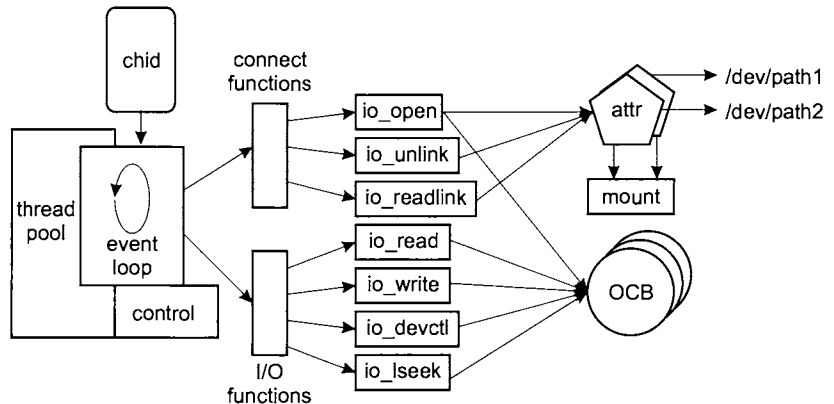 chid
connect
functions
/dev/path1
/dev/path2
io_open
attr
io_unlink
io_readlink
mount
thread
pool
event
loop
control
io_read
io_write
OCB
io_devctl
io_lseek
I/O
functions